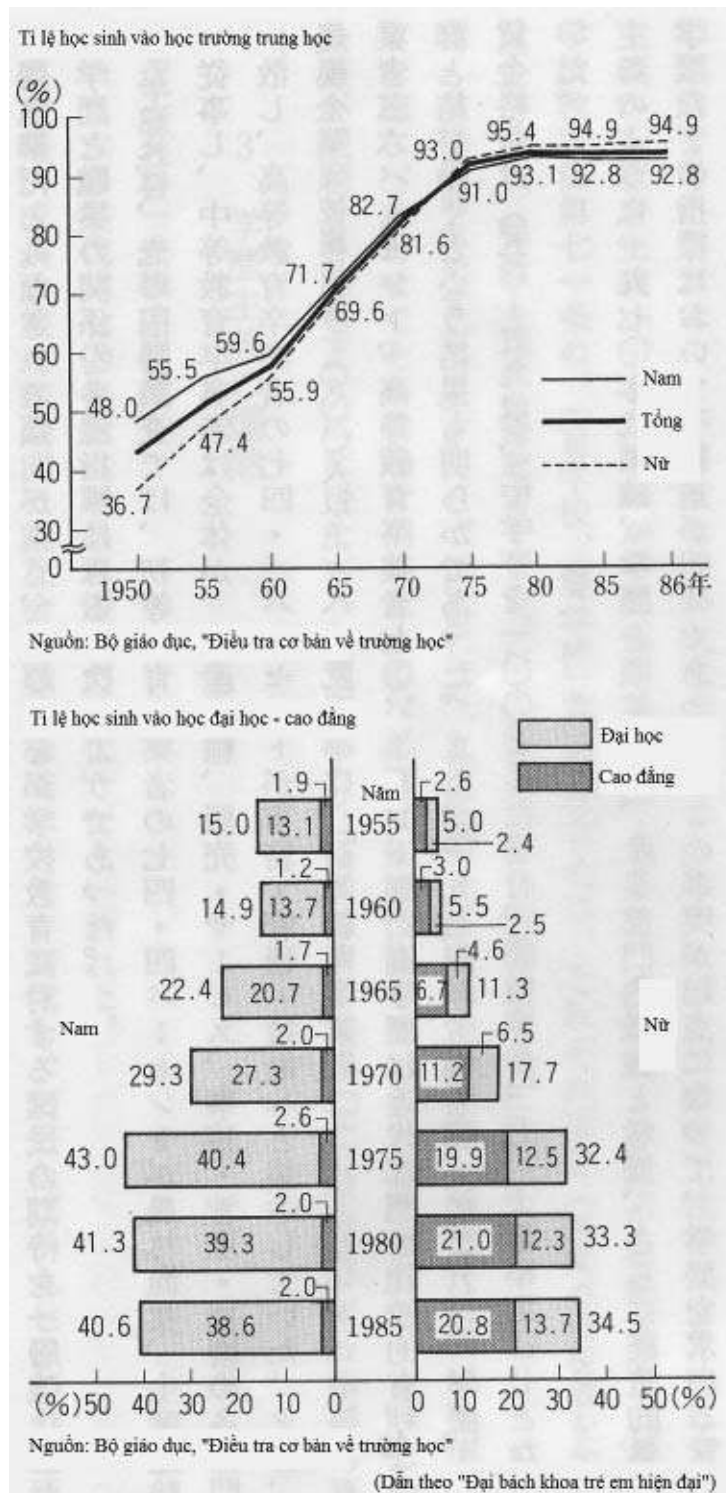 Tỉ lệ học sinh vào học trường trung học
(%)
100
90
80
70
60
50
40
30
0
48.0
55.5
59.6
71.7
82.7
93.0
95.4
94.9
94.9
36.7
47.4
55.9
69.6
81.6
91.0
93.1
92.8
92.8
Nam
Tổng
Nữ
1950 55 60 65 70 75 80 85 86年
Nguồn: Bộ giáo dục, "Điều tra cơ bản về trường học"
Tỉ lệ học sinh vào học đại học - cao đẳng
Đại học
Cao đẳng
Năm
Nam
Nữ
1.9 2.6
15.0 13.1 1955 5.0
2.4
1.2 3.0
14.9 13.7 1960 5.5
2.5
1.7 4.6
22.4 20.7 1965 6.7 11.3
2.0 6.5
29.3 27.3 1970 11.2 17.7
2.6
43.0 40.4 1975 19.9 12.5 32.4
2.0
41.3 39.3 1980 21.0 12.3 33.3
2.0
40.6 38.6 1985 20.8 13.7 34.5
(%) 50 40 30 20 10 0 0 10 20 30 40 50 (%)
Nguồn: Bộ giáo dục, "Điều tra cơ bản về trường học"
(Dẫn theo "Đại bách khoa trẻ em hiện đại")